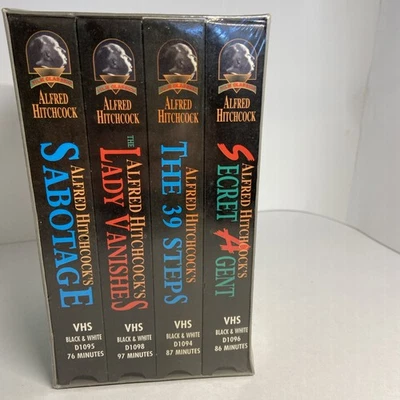 ALFRED
HITCHCOCK
ALFRED HITCHCOCK'S
SABOTAGE
VHS
BLACK & WHITE
D1095
76 MINUTES
ALFRED
HITCHCOCK
ALFRED HITCHCOCK'S
THE
LADY VANISHES
VHS
BLACK & WHITE
D1098
97 MINUTES
ALFRED
HITCHCOCK
ALFRED HITCHCOCK'S
THE 39 STEPS
VHS
BLACK & WHITE
D1094
87 MINUTES
ALFRED
HITCHCOCK
ALFRED HITCHCOCK'S
SECRET AGENT
VHS
BLACK & WHITE
D1096
86 MINUTES